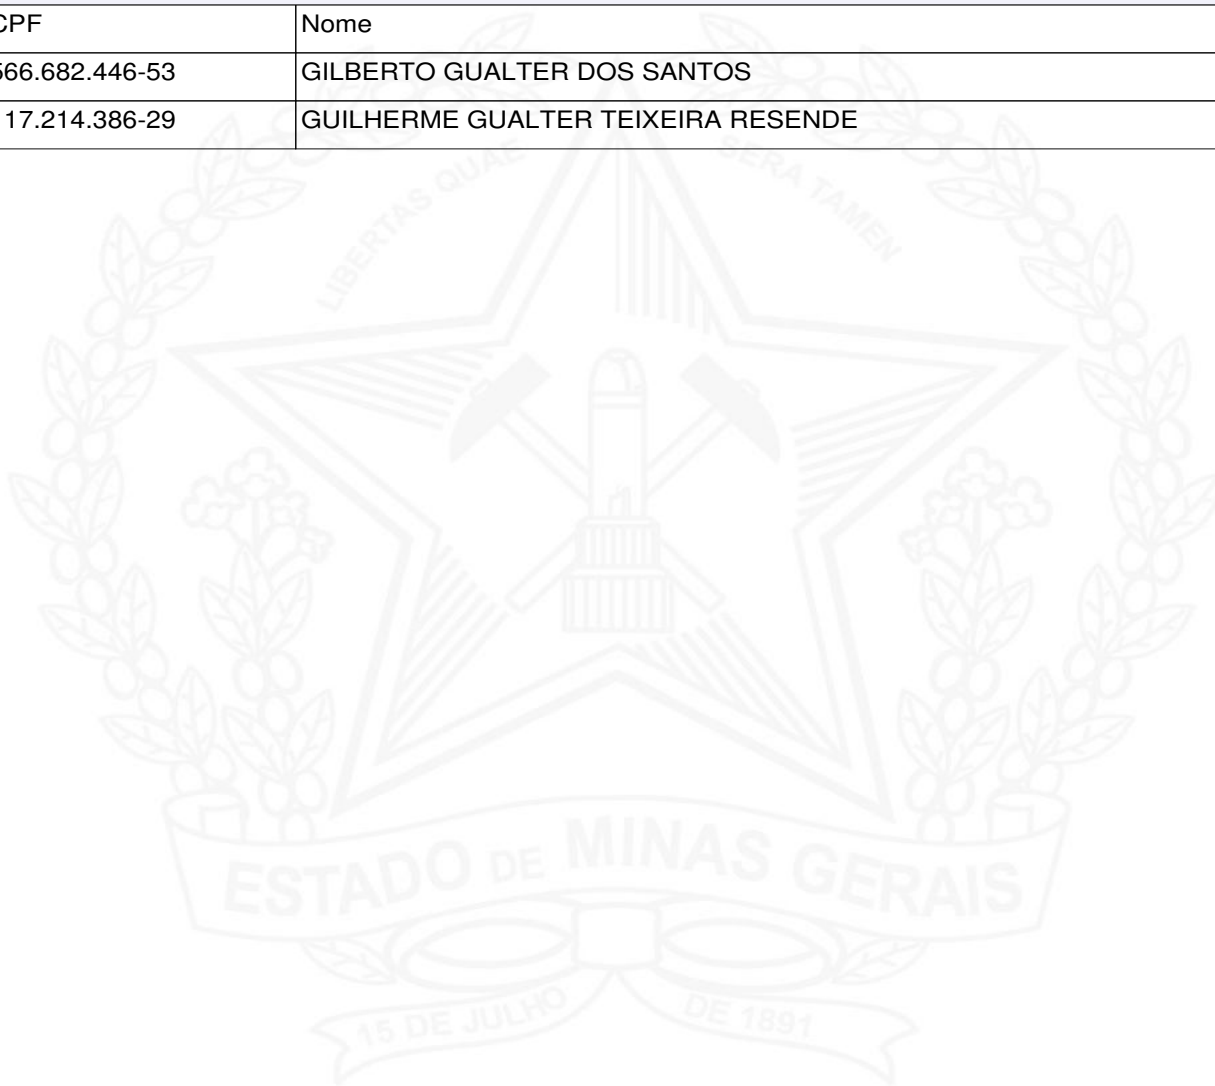 CPF Nome
566.682.446-53 GILBERTO GUALTER DOS SANTOS
17.214.386-29 GUILHERME GUALTER TEIXEIRA RESENDE
LIBERTAS QUAE SERA TAMEN
ESTADO DE MINAS GERAIS
15 DE JULHO DE 1891